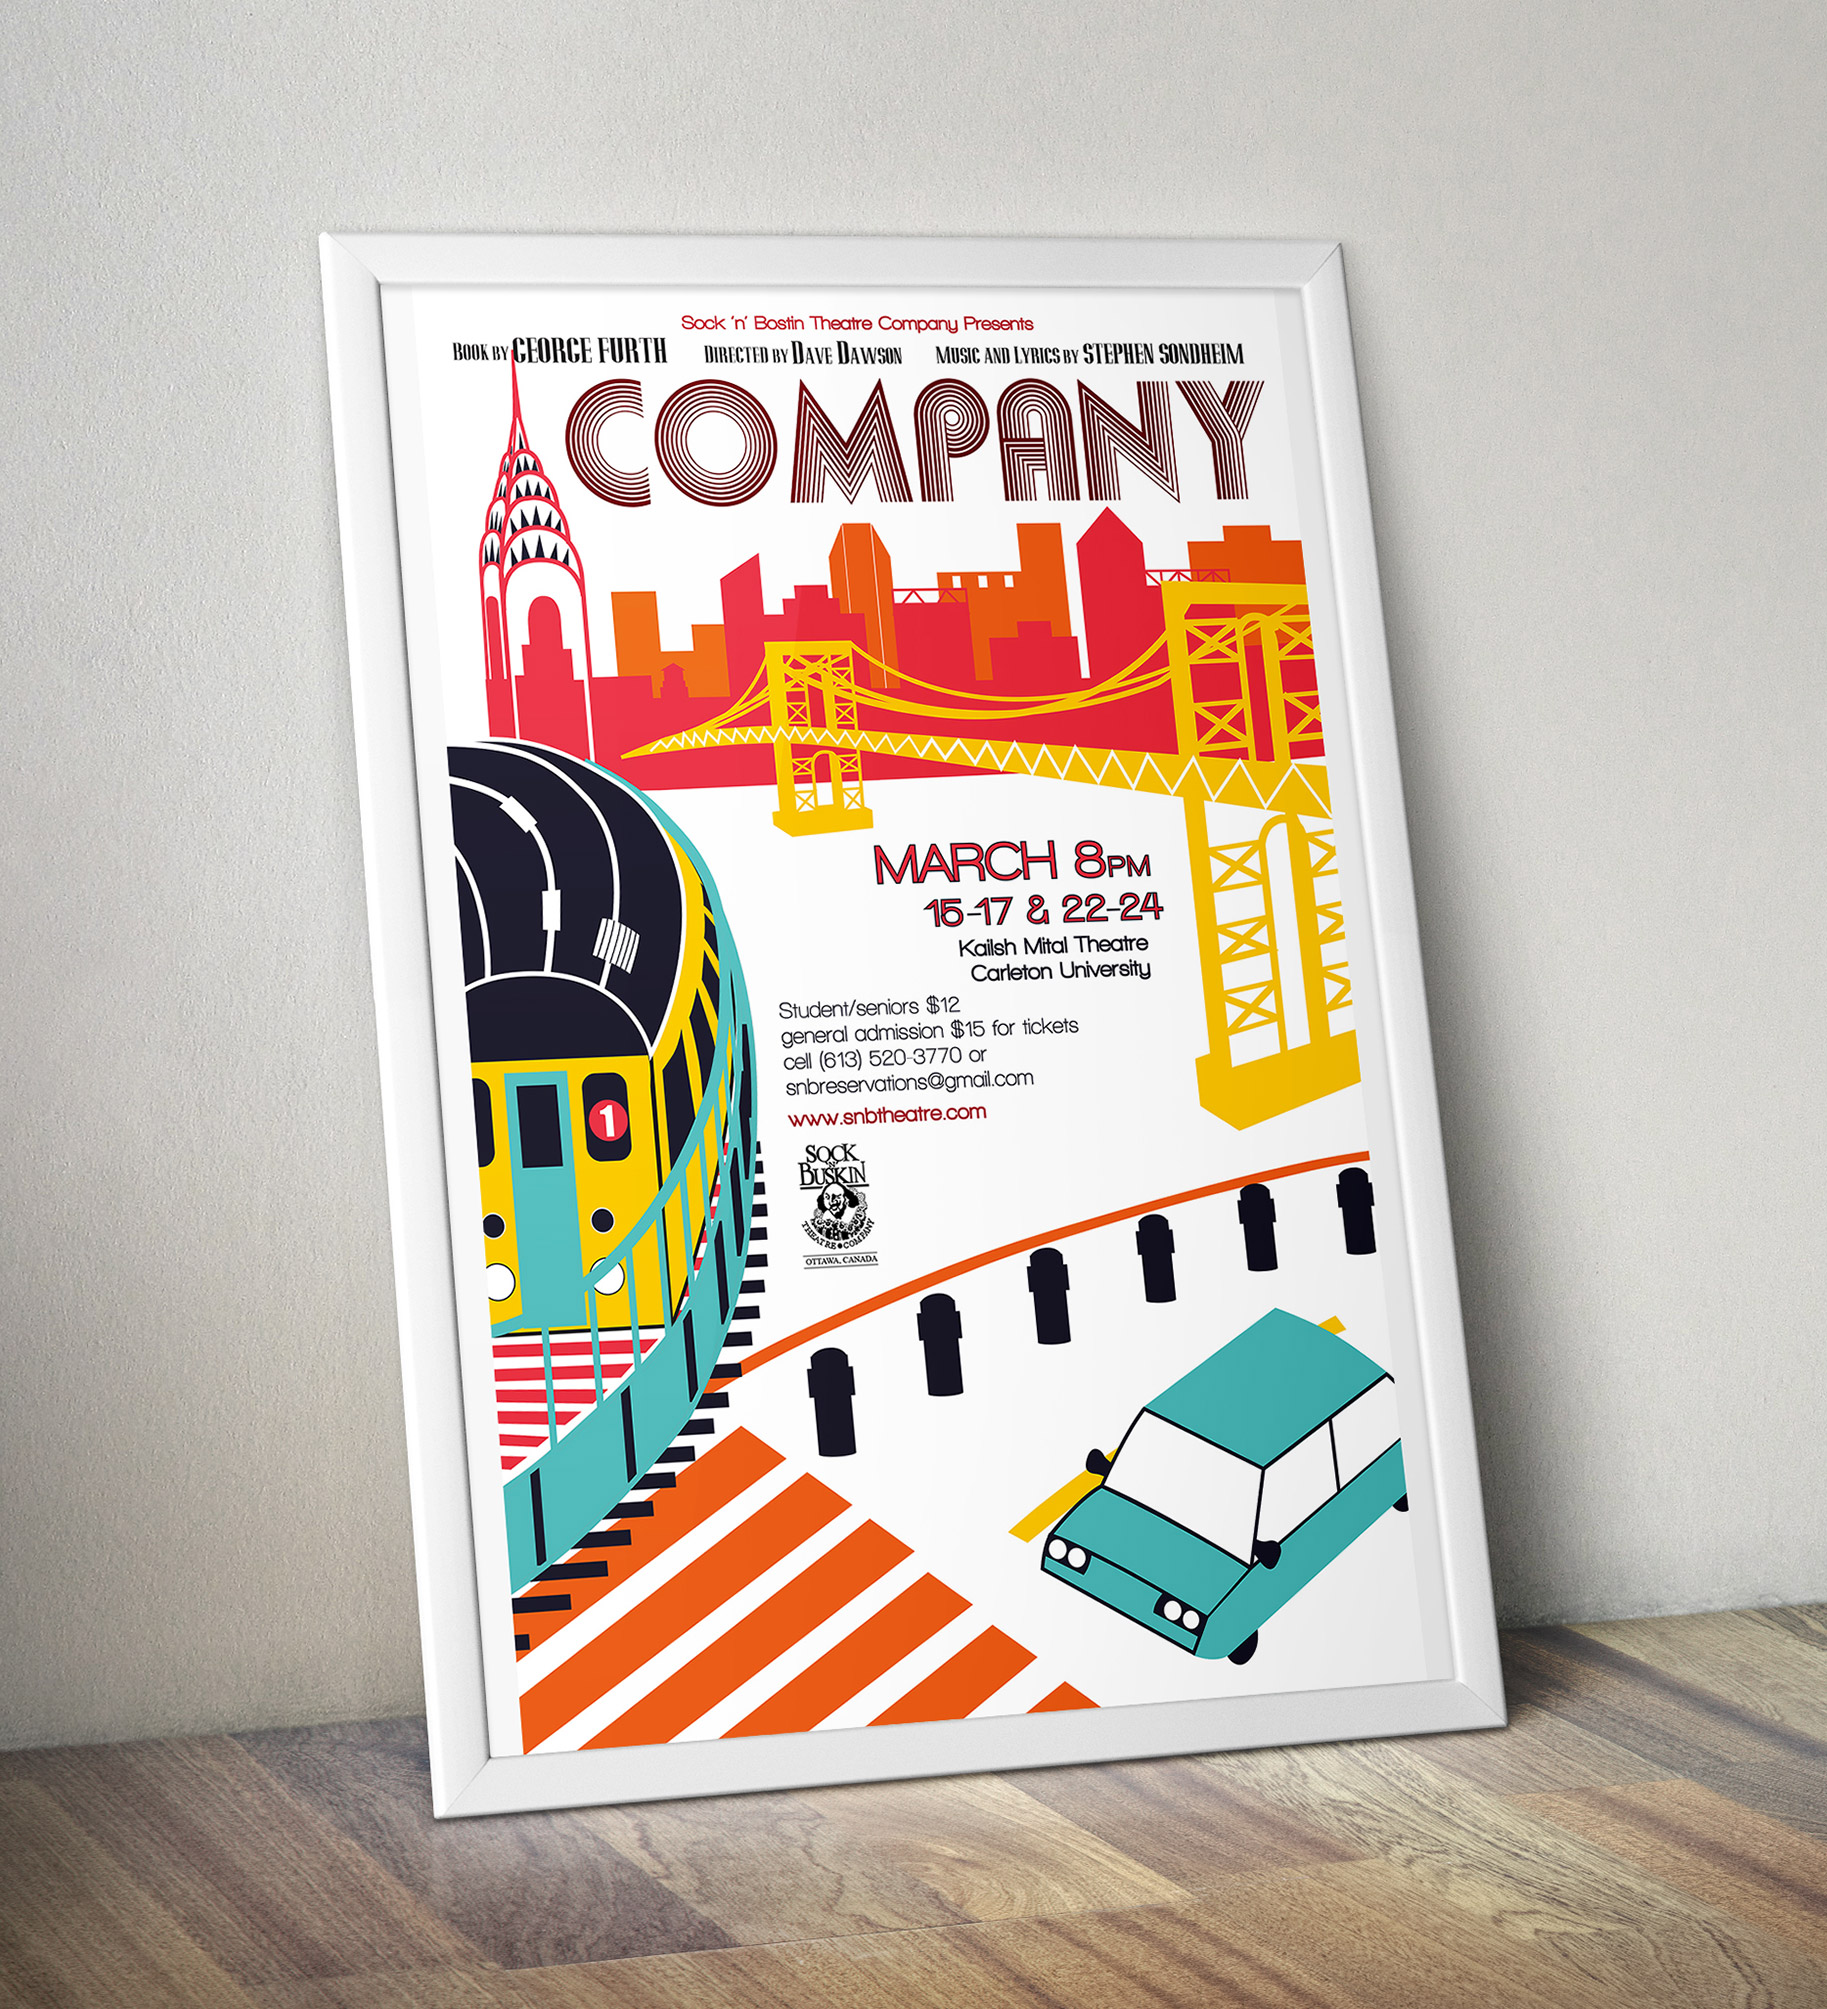 Sock 'n' Bostin Theatre Company Presents
BOOK BY GEORGE FURTH DIRECTED BY DAVE DAWSON MUSIC AND LYRICS BY STEPHEN SONDHEIM
COMPANY
MARCH 8PM
15-17 & 22-24
Kailsh Mital Theatre
Carleton University
Student/seniors $12
general admission $15 for tickets
cell (613) 520-3770 or
snbreservations@gmail.com
www.snbtheatre.com
SOCK
'N'
BUSKIN
THEATRE • COMPANY
OTTAWA, CANADA
1